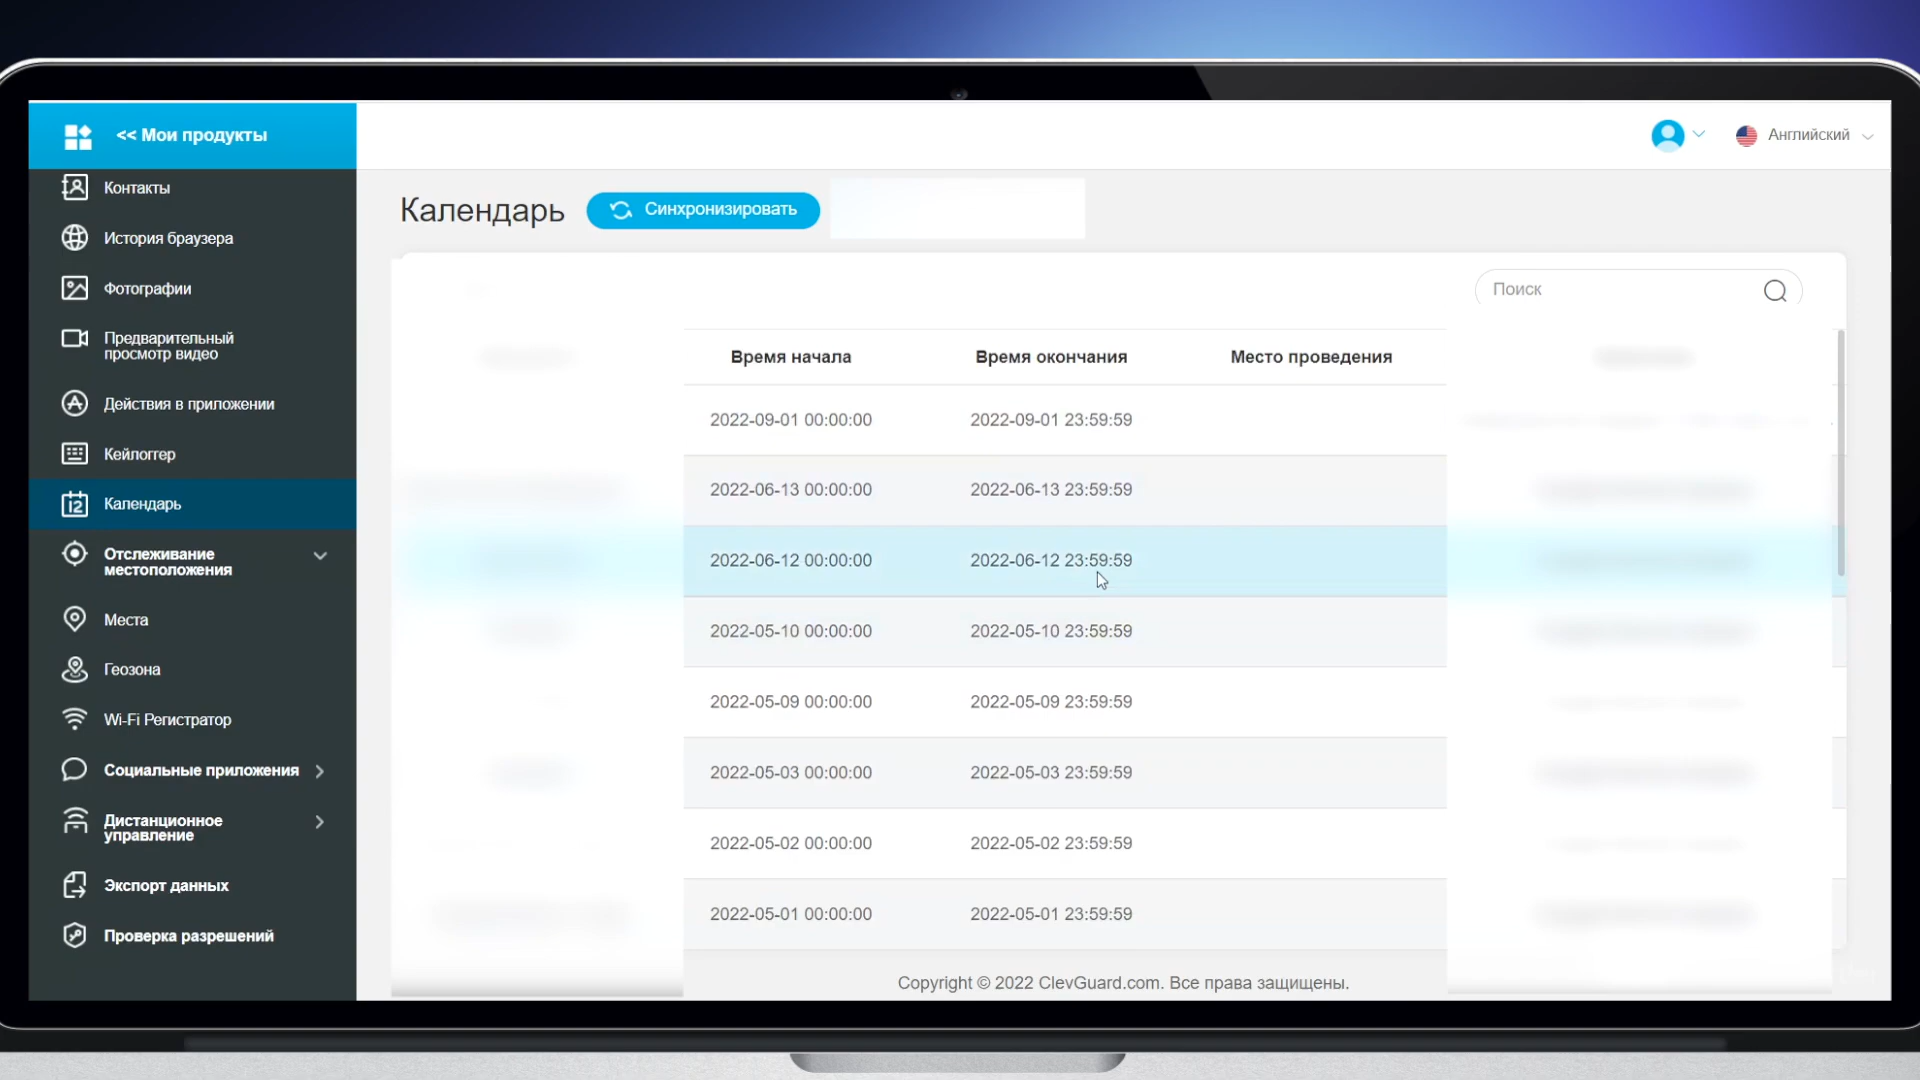 << Мои продукты
Английский
Контакты
История браузера
Фотографии
Предварительный
просмотр видео
Действия в приложении
Кейлоггер
12
Календарь
Отслеживание
местоположения
Места
Геозона
Wi-Fi Регистратор
Социальные приложения
Дистанционное
управление
Экспорт данных
Проверка разрешений
Календарь
Синхронизировать
Поиск
Время начала Время окончания Место проведения
2022-09-01 00:00:00 2022-09-01 23:59:59
2022-06-13 00:00:00 2022-06-13 23:59:59
2022-06-12 00:00:00 2022-06-12 23:59:59
2022-05-10 00:00:00 2022-05-10 23:59:59
2022-05-09 00:00:00 2022-05-09 23:59:59
2022-05-03 00:00:00 2022-05-03 23:59:59
2022-05-02 00:00:00 2022-05-02 23:59:59
2022-05-01 00:00:00 2022-05-01 23:59:59
Copyright © 2022 ClevGuard.com. Все права защищены.